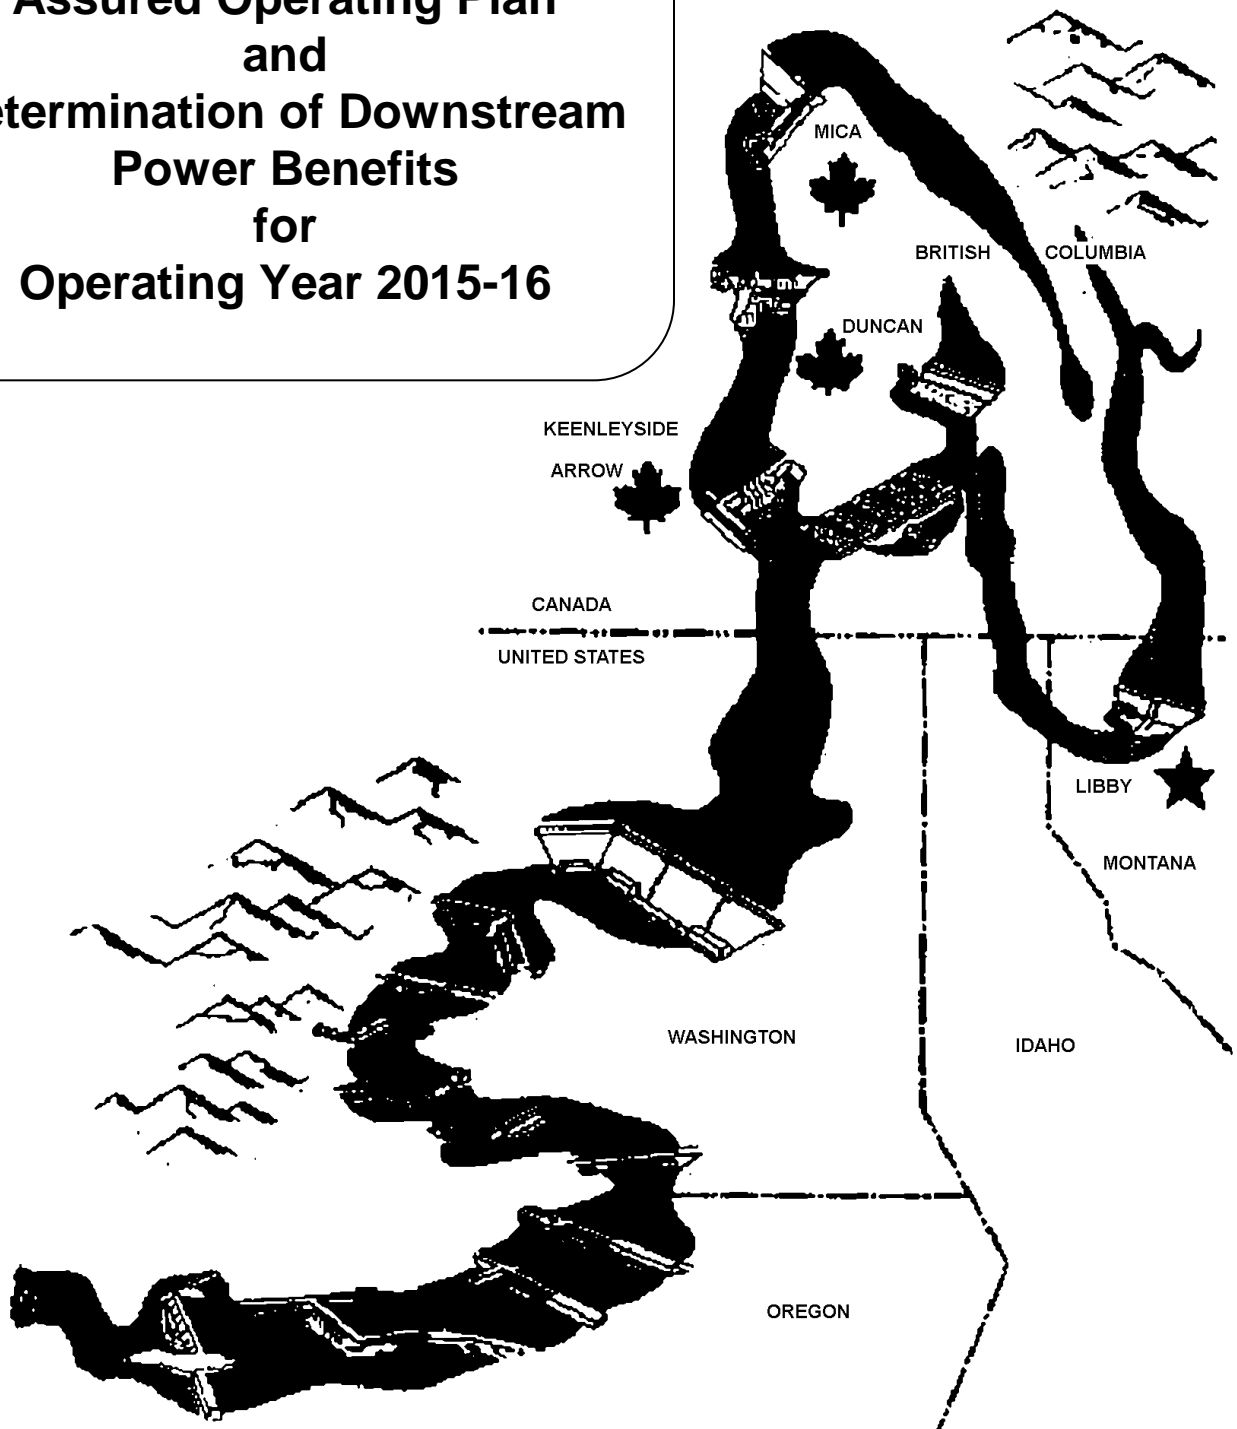 Assured Operating Plan
and
etermination of Downstream
Power Benefits
for
Operating Year 2015-16
MICA
BRITISH COLUMBIA
DUNCAN
KEENLEYSIDE
ARROW
CANADA
UNITED STATES
LIBBY
MONTANA
WASHINGTON
IDAHO
OREGON